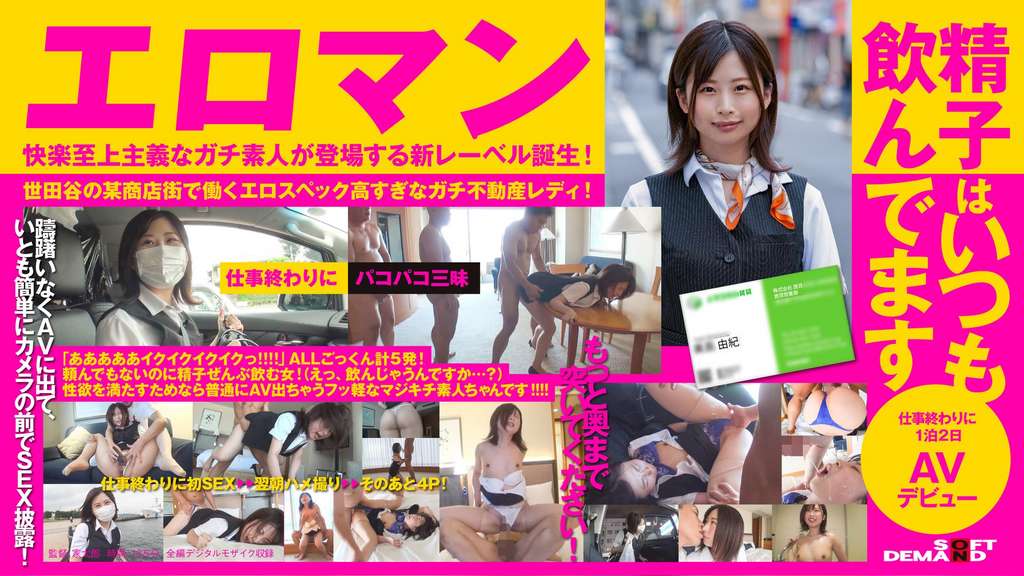 エロマン
快楽至上主義なガチ素人が登場する新レーベル誕生!
世田谷の某商店街で働くエロスペック高すぎなガチ不動産レディ!
精子はいつも
飲んでます
躊躇いなくAVに出て、
いとも簡単にカメラの前でSEX披露!
仕事終わりに
パコパコ三昧
由紀
「あああああイクイクイクイクっ!!!!」ALLごっくん計5発!
頼んでもないのに精子ぜんぶ飲む女!(えっ、飲んじゃうんですか…?)
性欲を満たすためなら普通にAV出ちゃうフッ軽なマジキチ素人ちゃんです!!!!
もっと奥まで
突いてください!
仕事終わりに初SEX▶▶翌朝ハメ撮り▶▶そのあと4P!
仕事終わりに
1泊2日
AV
デビュー
全編デジタルモザイク収録
SOFT
DEMAND